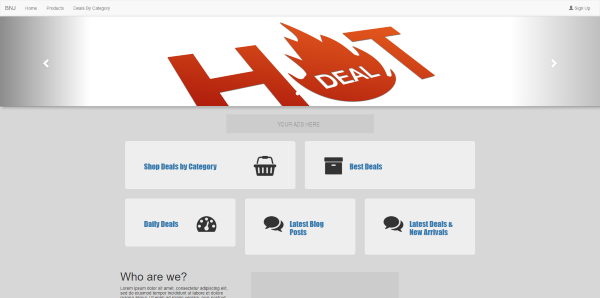 BNJ Home Products Deals By Category Sign Up
HOT
DEAL
YOUR ADS HERE
Shop Deals by Category
Best Deals
Daily Deals
Latest Blog
Posts
Latest Deals &
New Arrivals
Who are we?
Lorem ipsum dolor sit amet, consectetur adipiscing elit,
sed do eiusmod tempor incididunt ut labore et dolore